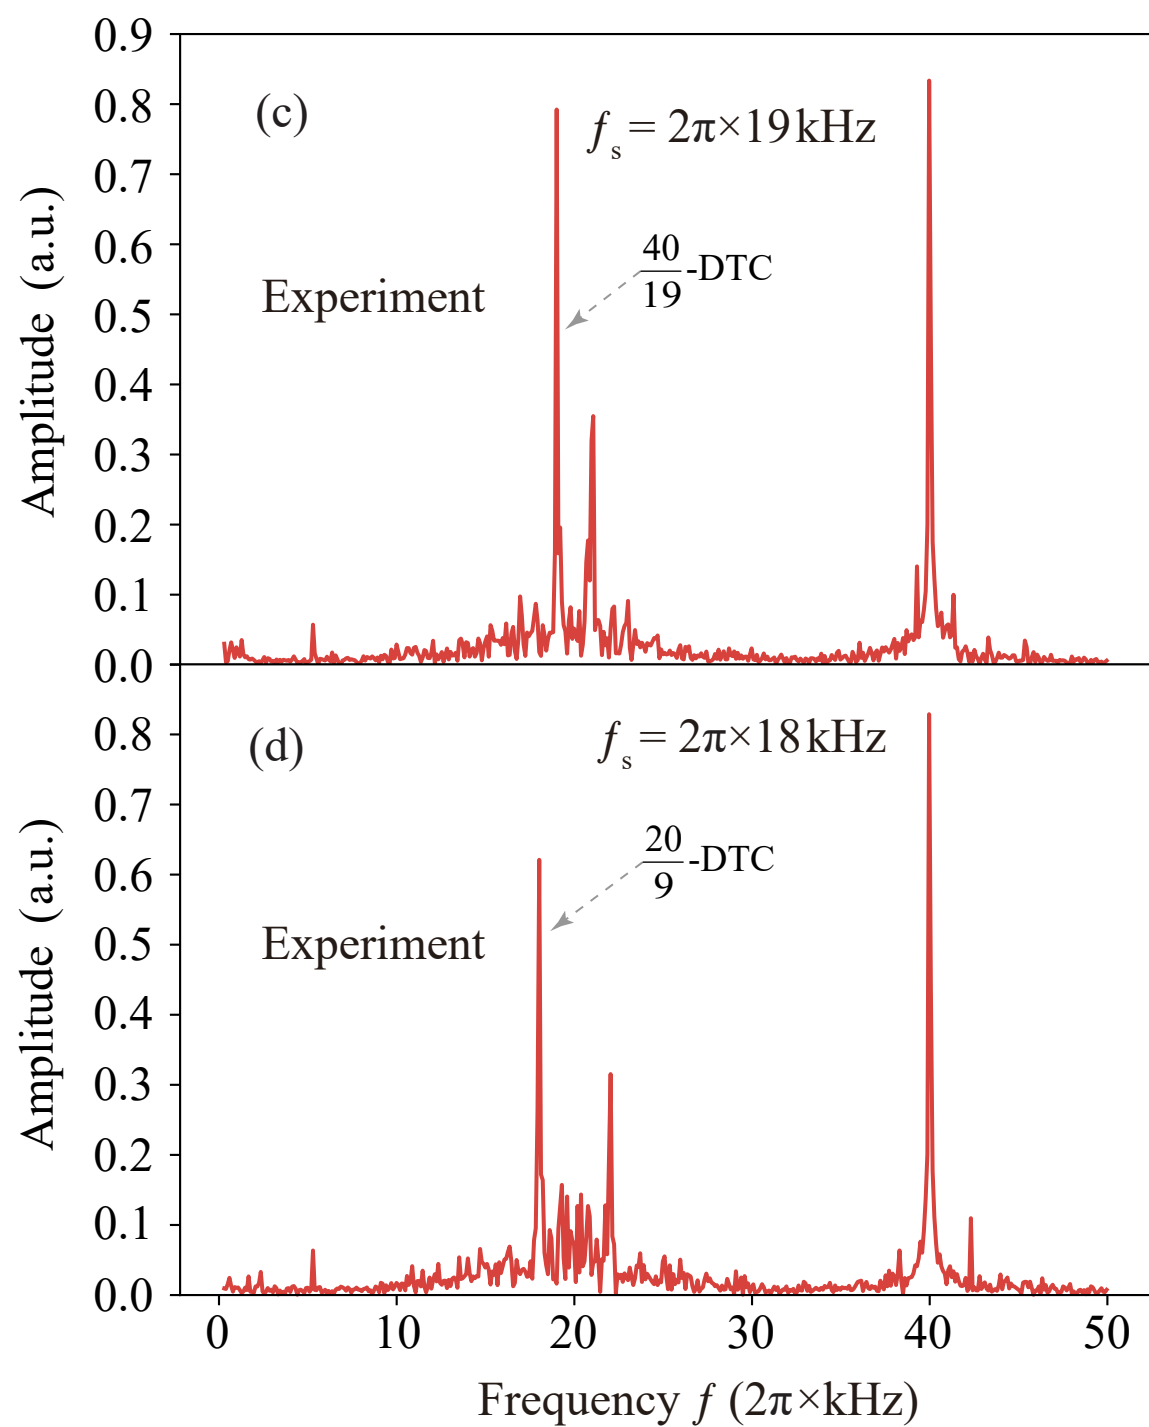 0.9
0.8
0.7
0.6
0.5
0.4
0.3
0.2
0.1
0.0
Amplitude (a.u.)
(c)
fs = 2π×19 kHz
40/19-DTC
Experiment
0.8
0.7
0.6
0.5
0.4
0.3
0.2
0.1
0.0
Amplitude (a.u.)
(d)
fs = 2π×18 kHz
20/9-DTC
Experiment
0 10 20 30 40 50
Frequency f (2π×kHz)